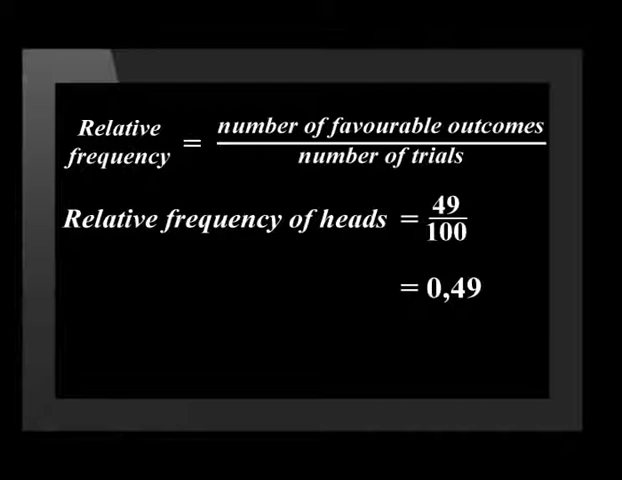 Relative frequency = number of favourable outcomes / number of trials
Relative frequency of heads = 49/100
= 0,49